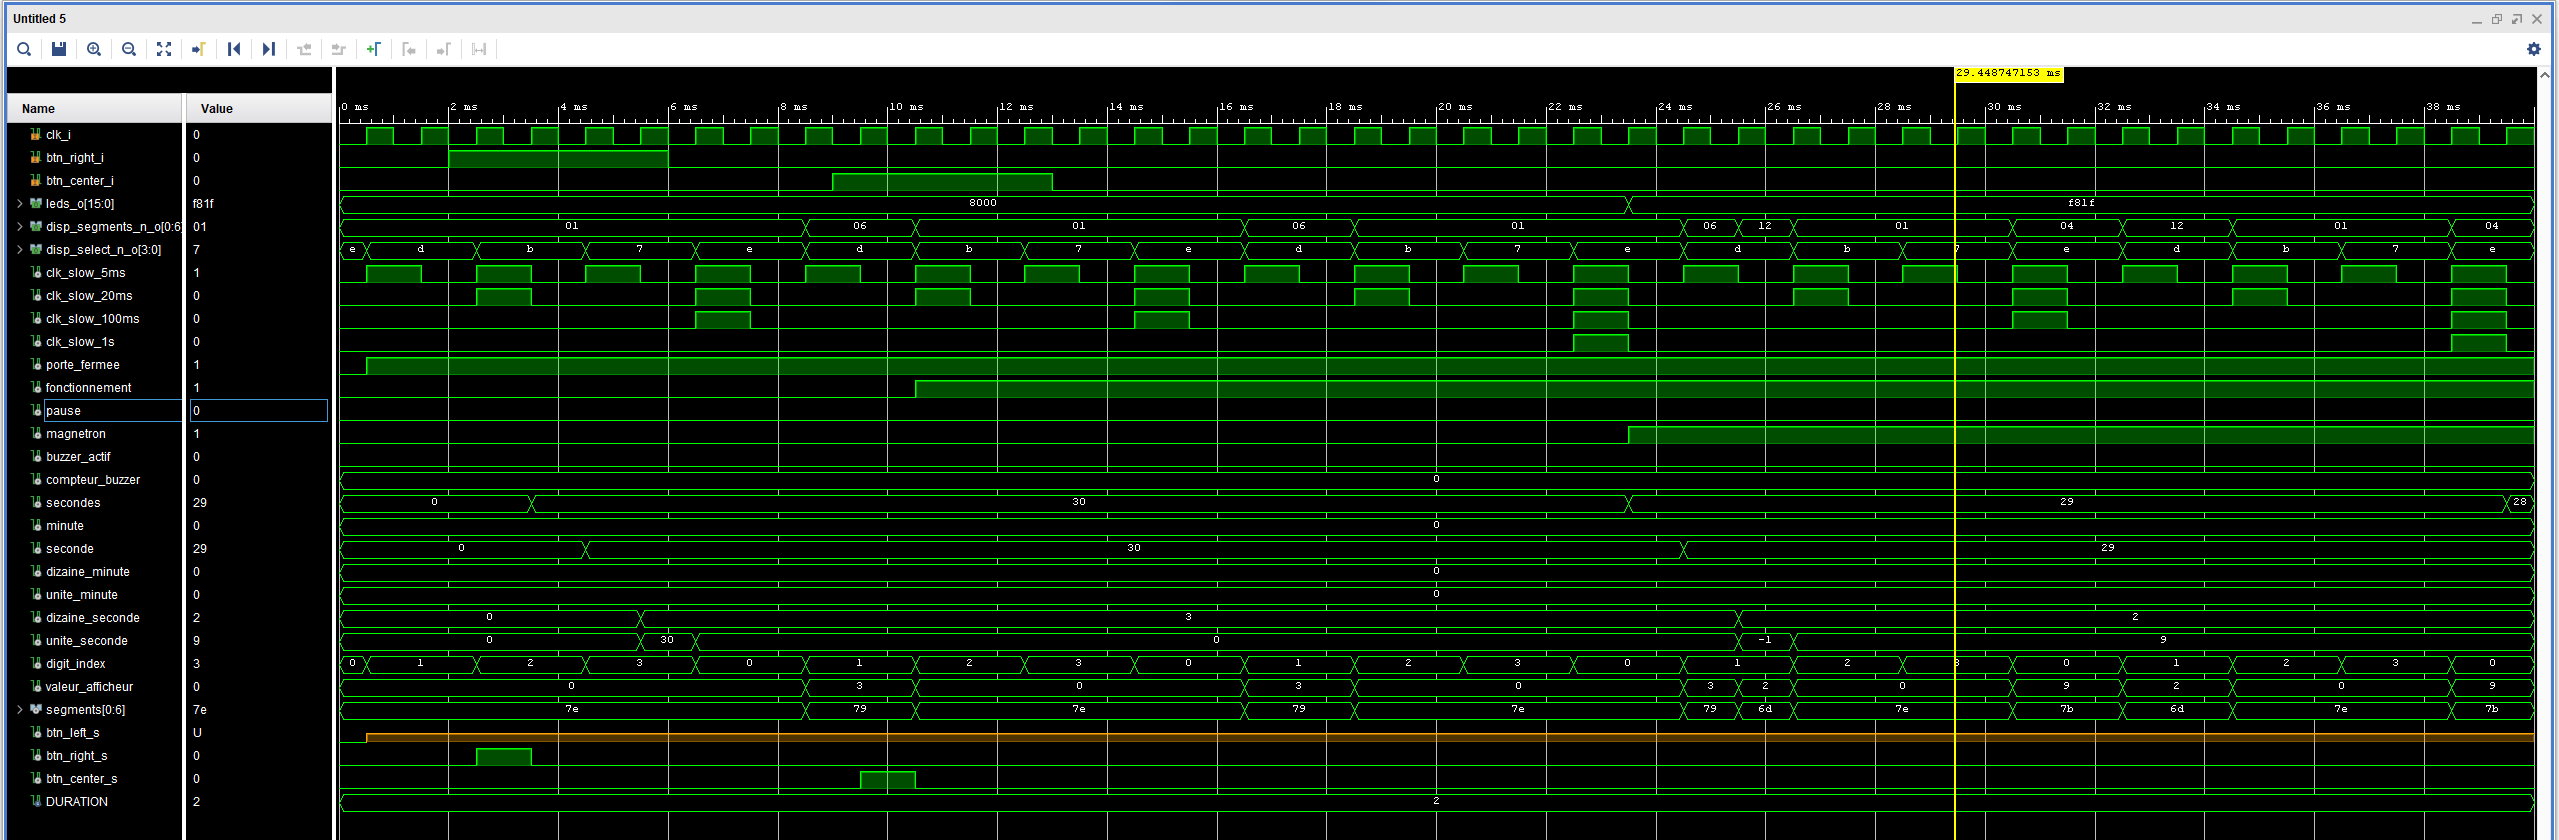 Untitled 5
29.448747153 ms
Name Value
0 ms 2 ms 4 ms 6 ms 8 ms 10 ms 12 ms 14 ms 16 ms 18 ms 20 ms 22 ms 24 ms 26 ms 28 ms 30 ms 32 ms 34 ms 36 ms 38 ms
clk_i 0
btn_right_i 0
btn_center_i 0
leds_o[15:0] f81f 8000 f81f
disp_segments_n_o[0:6 01 01 06 01 06 01 06 12 01 04 12 01 04
disp_select_n_o[3:0] 7 e d b 7 e d b 7 e d b 7 e d b 7 e d b 7 e
clk_slow_5ms 1
clk_slow_20ms 0
clk_slow_100ms 0
clk_slow_1s 0
porte_fermee 1
fonctionnement 1
pause 0
magnetron 1
buzzer_actif 0
compteur_buzzer 0 0
secondes 29 0 30 29 28
minute 0 0
seconde 29 0 30 29
dizaine_minute 0 0
unite_minute 0 0
dizaine_seconde 2 0 3 2
unite_seconde 9 0 30 0 -1 9
digit_index 3 0 1 2 3 0 1 2 3 0 1 2 3 0 1 2 3 0 1 2 3 0
valeur_afficheur 0 0 3 0 3 0 3 2 0 9 2 0 9
segments[0:6] 7e 7e 79 7e 79 7e 79 6d 7e 7b 6d 7e 7b
btn_left_s U
btn_right_s 0
btn_center_s 0
DURATION 2 2